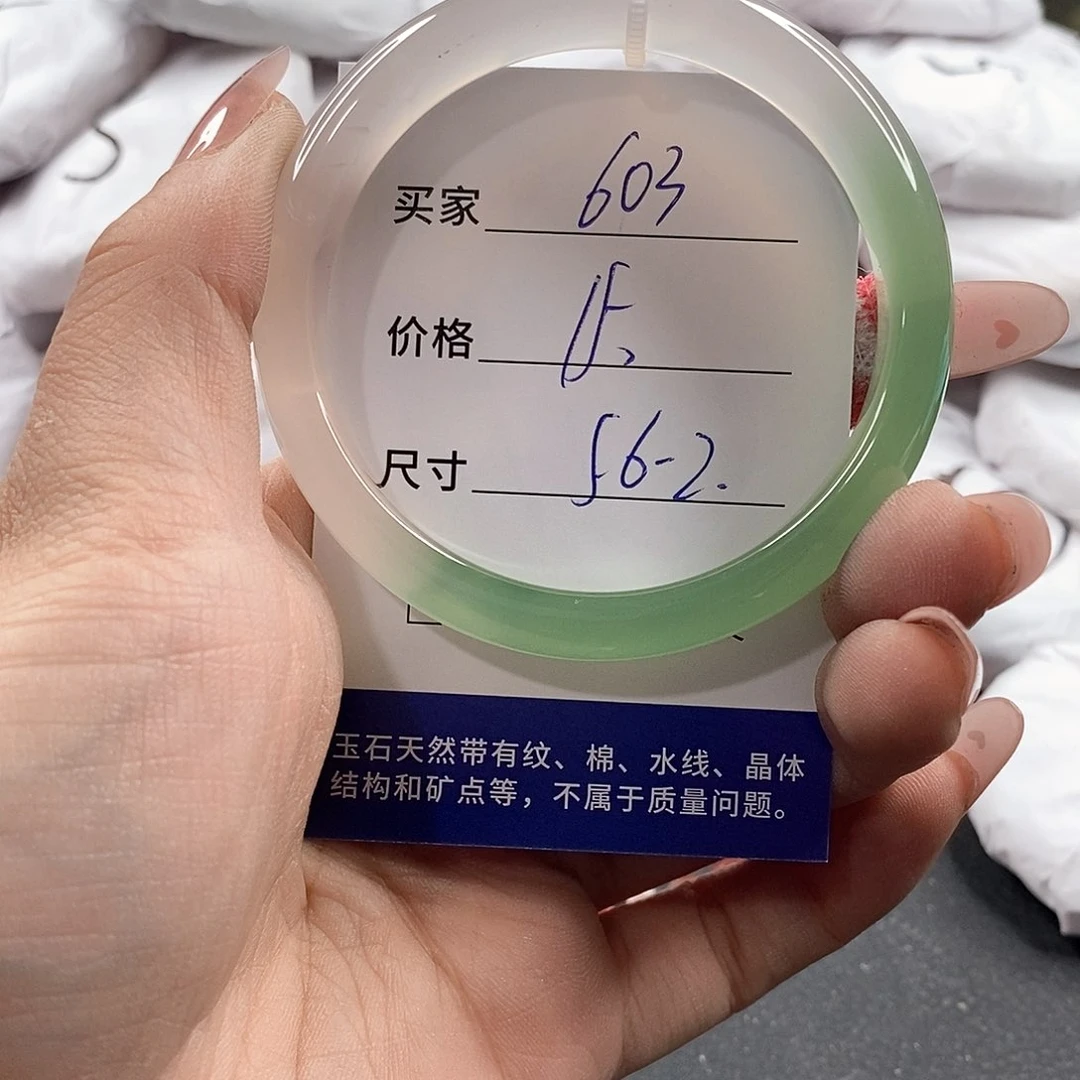 买家 603
价格
尺寸 56-2.
玉石天然带有纹、棉、水线、晶体
结构和矿点等，不属于质量问题。